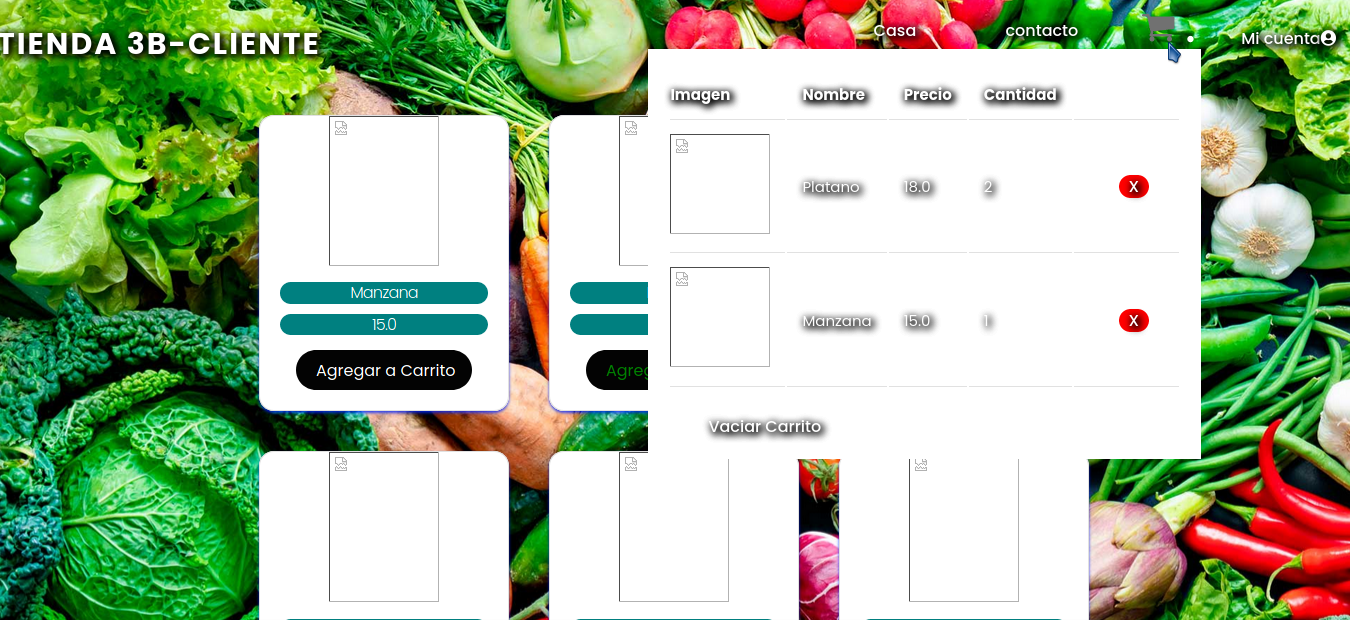 TIENDA 3B-CLIENTE
Casa
contacto
Mi cuenta
Imagen Nombre Precio Cantidad
Platano 18.0 2 X
Manzana 15.0 1 X
Vaciar Carrito
Manzana
15.0
Agregar a Carrito
Agreg